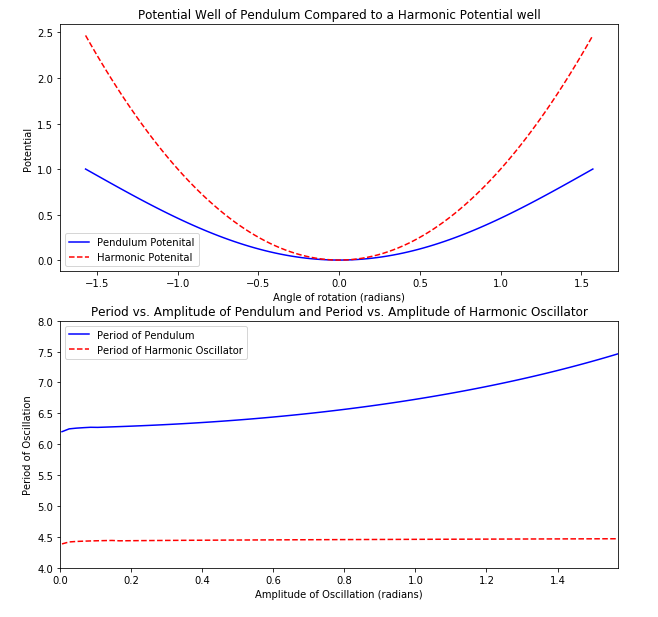 Potential Well of Pendulum Compared to a Harmonic Potential well
2.5
2.0
1.5
1.0
0.5
0.0
Potential
Pendulum Potenital
Harmonic Potenital
−1.5 −1.0 −0.5 0.0 0.5 1.0 1.5
Angle of rotation (radians)
Period vs. Amplitude of Pendulum and Period vs. Amplitude of Harmonic Oscillator
8.0
7.5
7.0
6.5
6.0
5.5
5.0
4.5
4.0
Period of Oscillation
Period of Pendulum
Period of Harmonic Oscillator
0.0 0.2 0.4 0.6 0.8 1.0 1.2 1.4
Amplitude of Oscillation (radians)